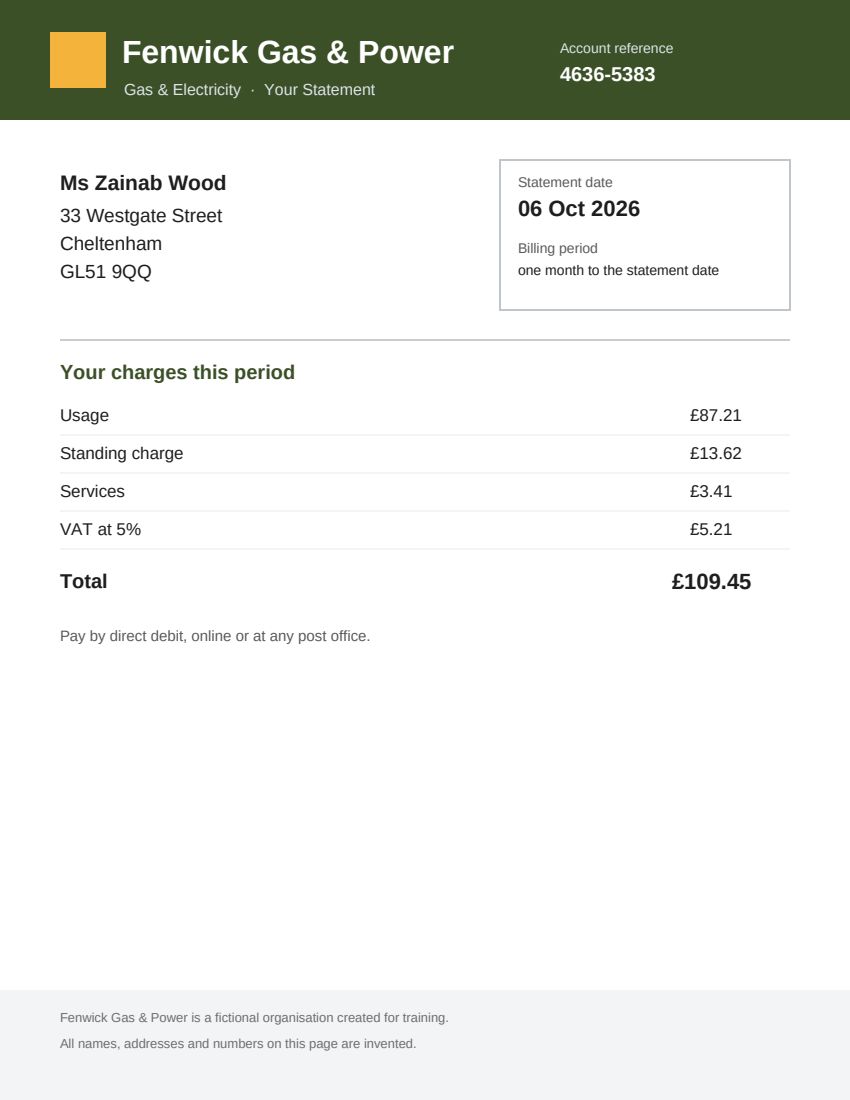 Fenwick Gas & Power
Gas & Electricity · Your Statement
Account reference
4636-5383
Ms Zainab Wood
33 Westgate Street
Cheltenham
GL51 9QQ
Statement date
06 Oct 2026
Billing period
one month to the statement date
Your charges this period
Usage £87.21
Standing charge £13.62
Services £3.41
VAT at 5% £5.21
Total £109.45
Pay by direct debit, online or at any post office.
Fenwick Gas & Power is a fictional organisation created for training.
All names, addresses and numbers on this page are invented.